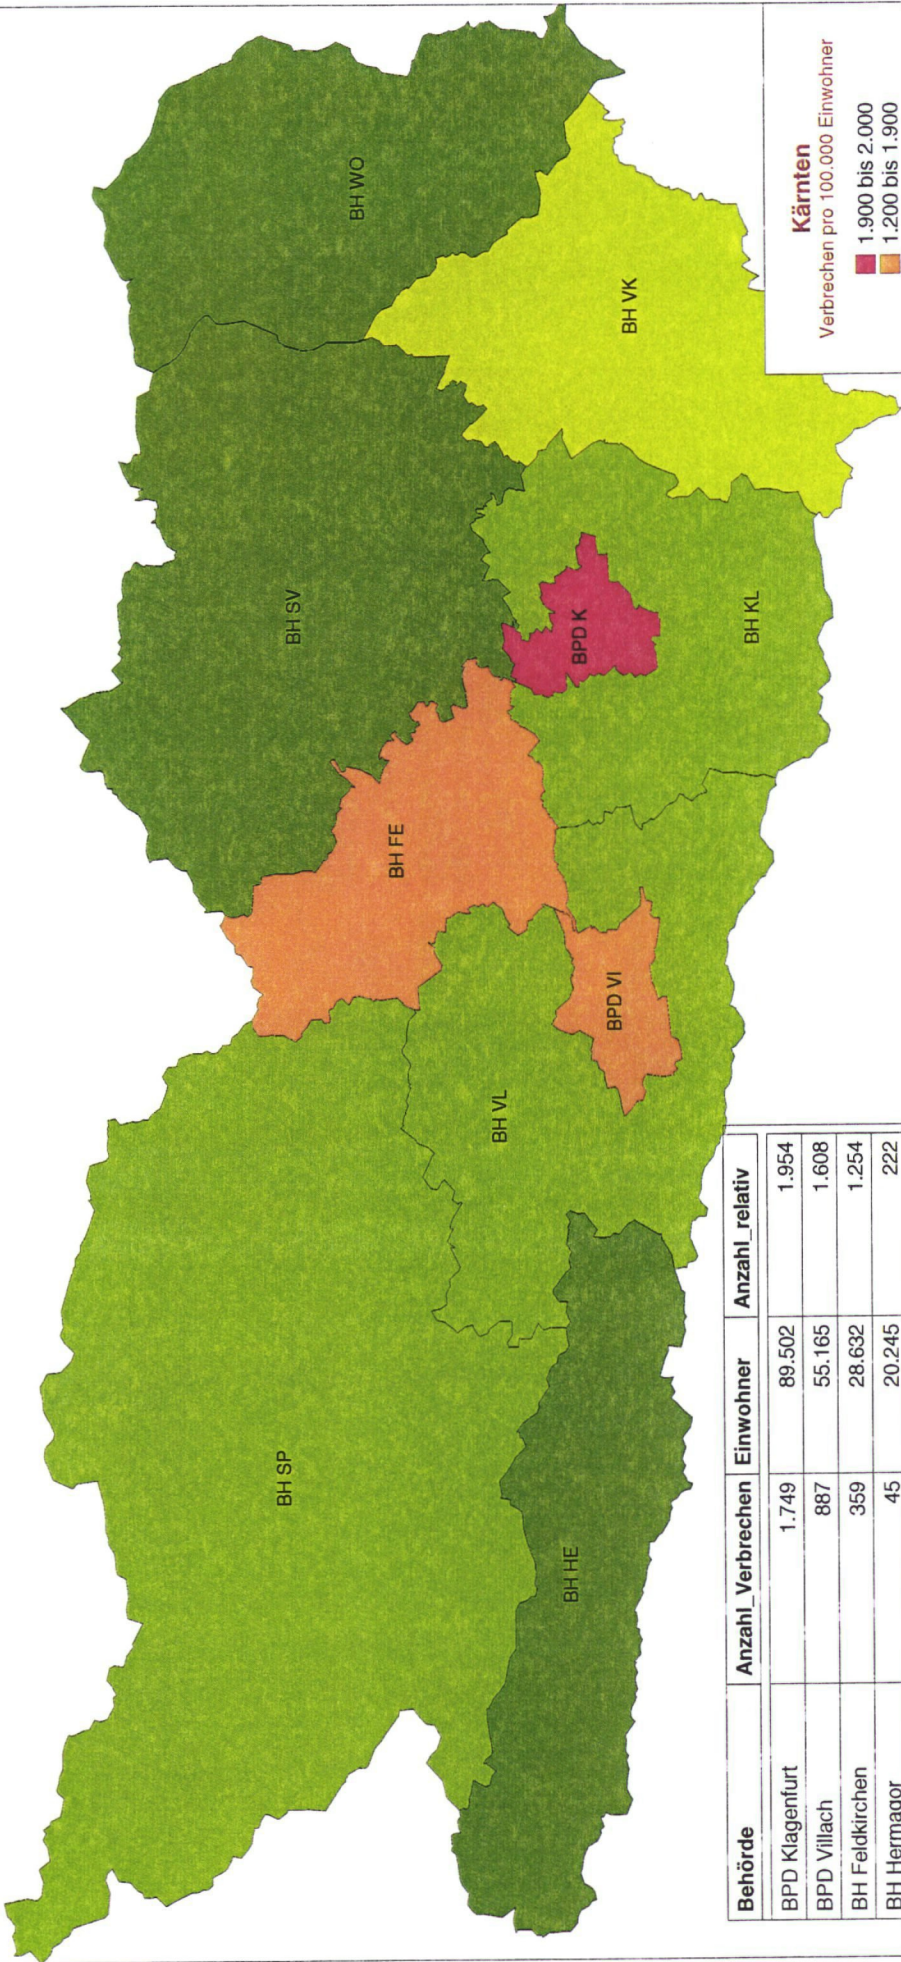 BH WO
BH SV
BH VK
BH FE
BPD K
BH KL
BH SP
BH VL
BPD VI
BH HE
Kärnten
Verbrechen pro 100.000 Einwohner
1.900 bis 2.000
1.200 bis 1.900
Behörde Anzahl_Verbrechen Einwohner Anzahl_relativ
BPD Klagenfurt 1.749 89.502 1.954
BPD Villach 887 55.165 1.608
BH Feldkirchen 359 28.632 1.254
BH Hermagor 45 20.245 222